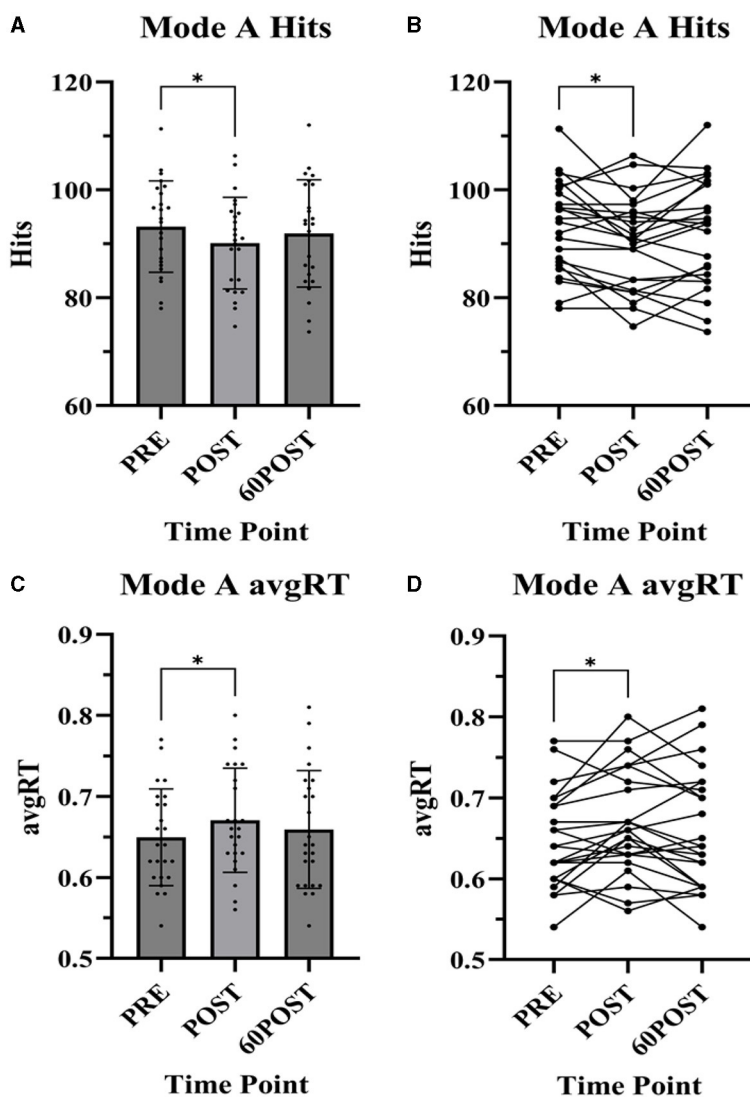 A
Mode A Hits
120
100
80
60
Hits
*
PRE
POST
60POST
Time Point
B
Mode A Hits
120
100
80
60
Hits
*
PRE
POST
60POST
Time Point
C
Mode A avgRT
0.9
0.8
0.7
0.6
0.5
avgRT
*
PRE
POST
60POST
Time Point
D
Mode A avgRT
0.9
0.8
0.7
0.6
0.5
avgRT
*
PRE
POST
60POST
Time Point